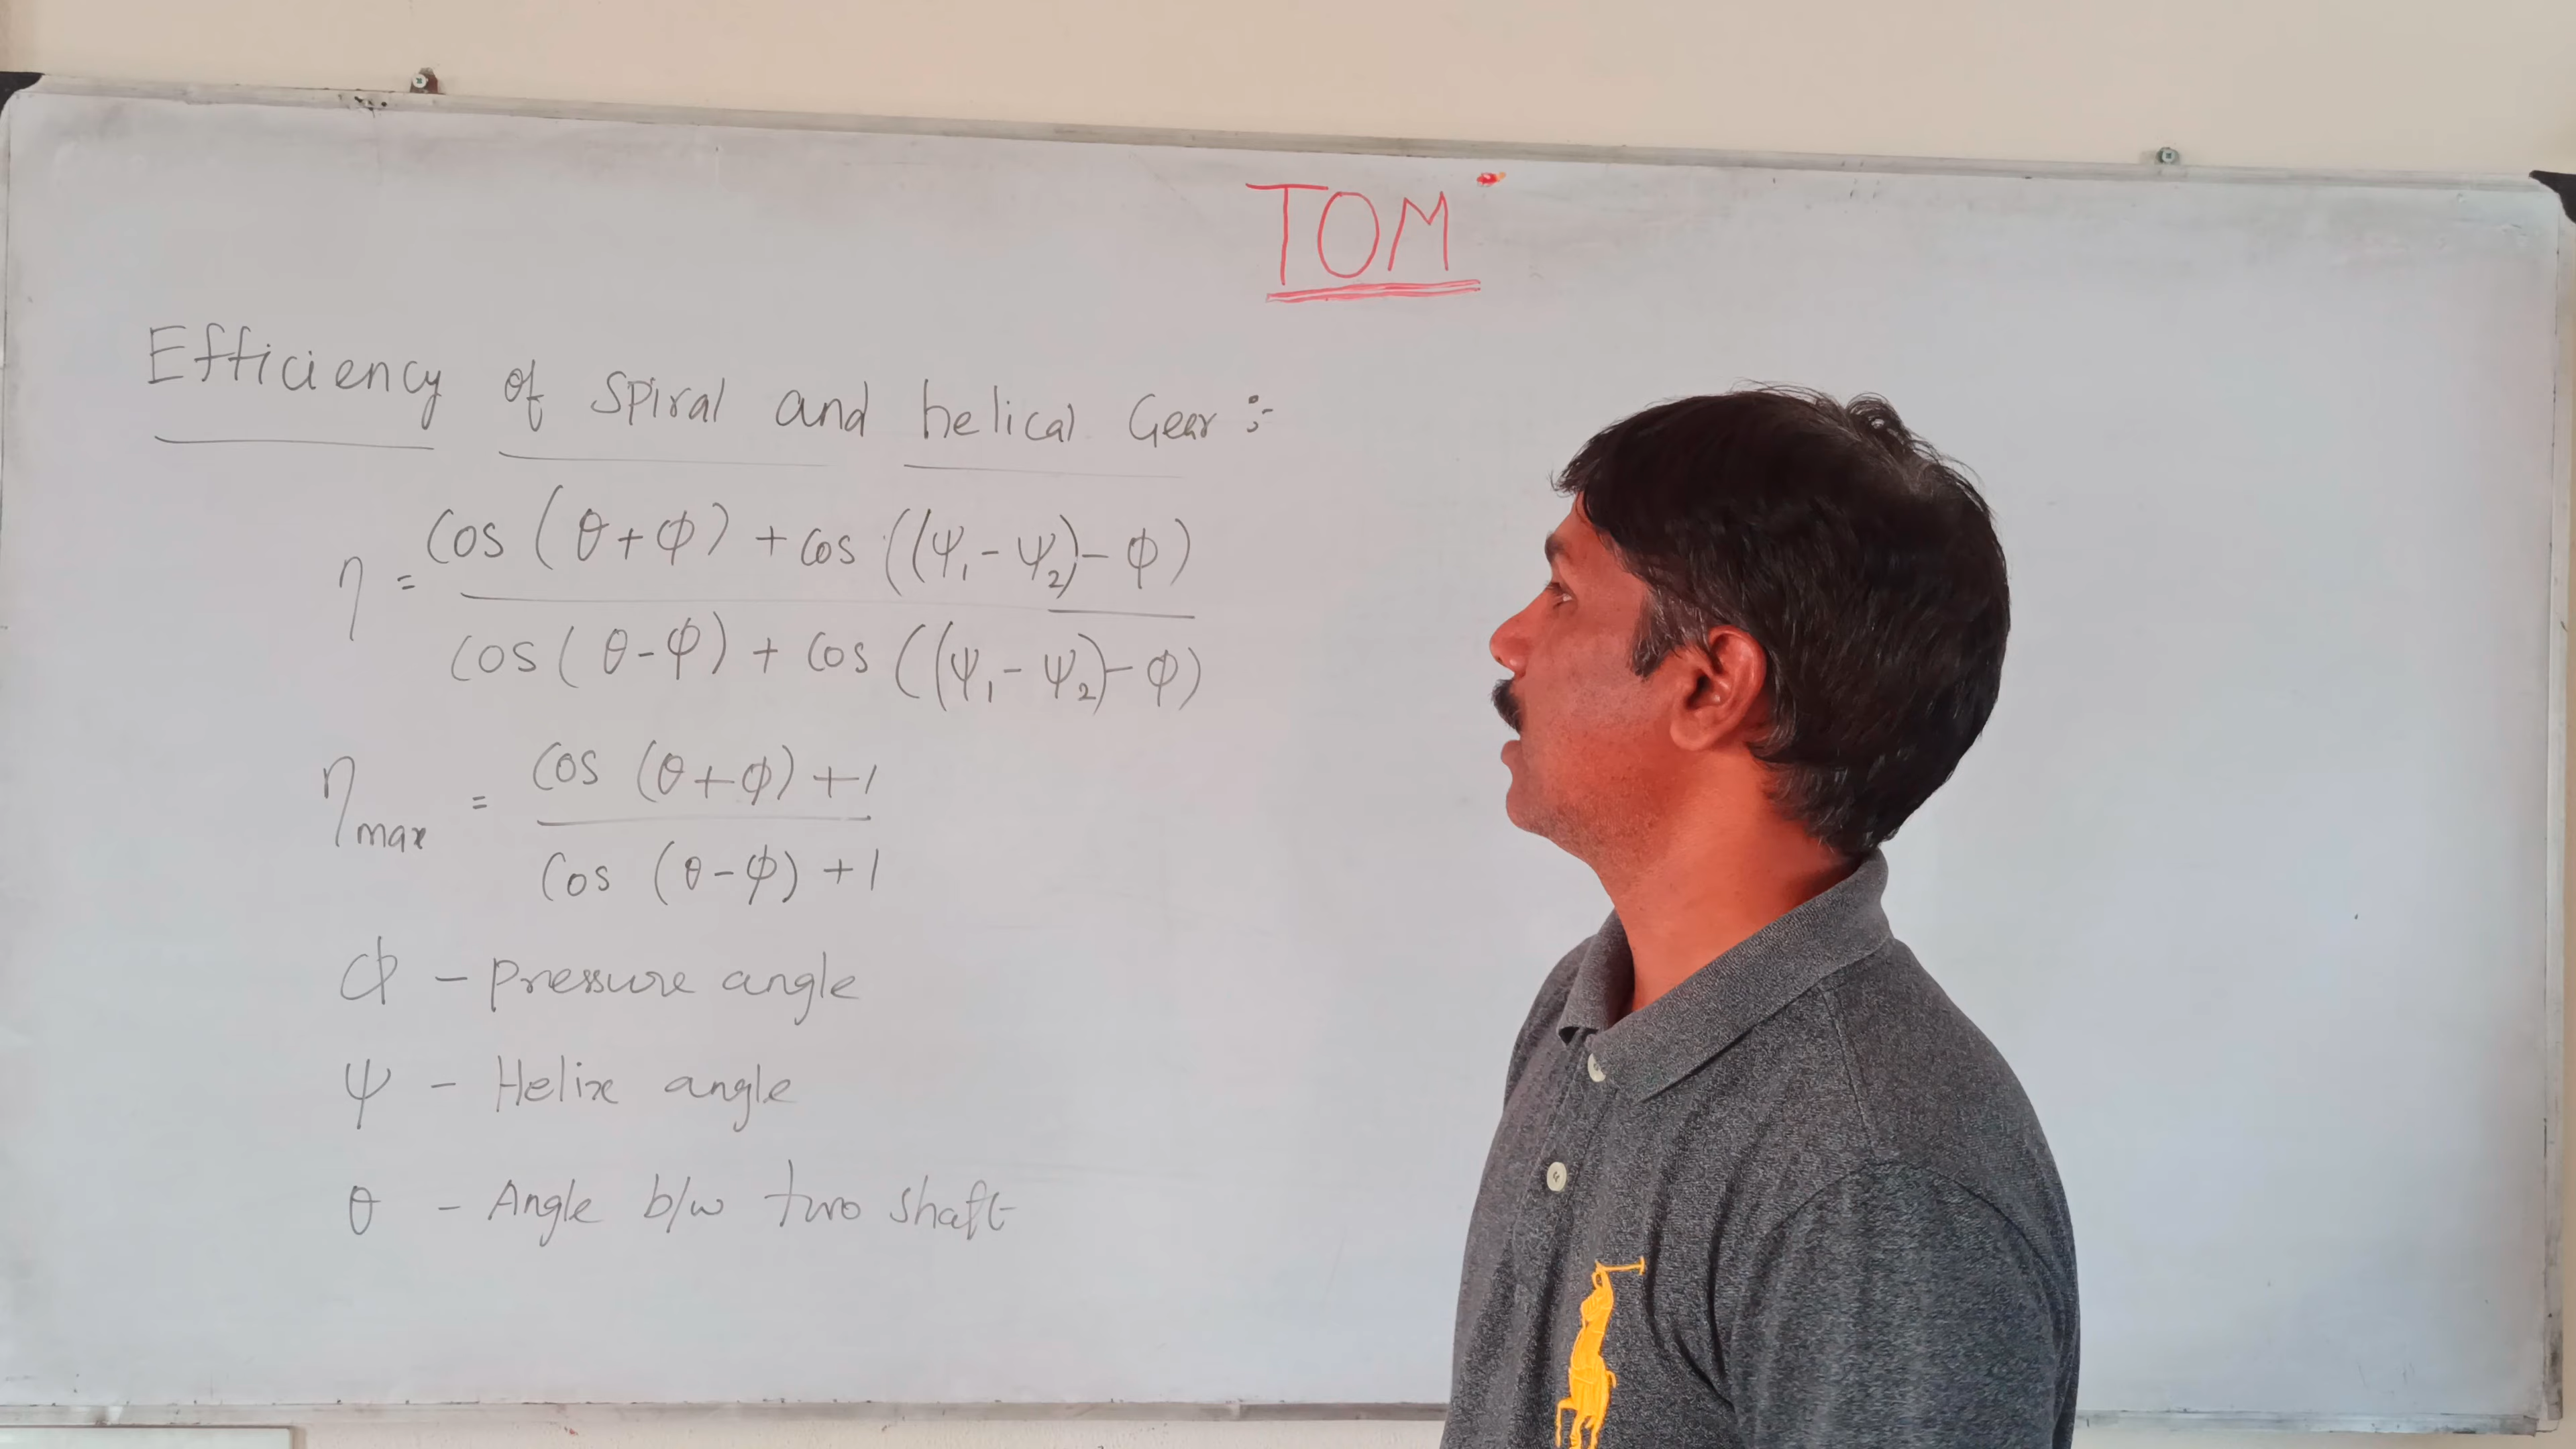 TOM
Efficiency of spiral and helical Gear :-
η = cos (θ+φ) + cos ((ψ₁ - ψ₂) - φ) / cos (θ-φ) + cos ((ψ₁ - ψ₂) - φ)
ηmax = cos (θ+φ) +1 / cos (θ-φ) +1
φ - pressure angle
ψ - Helix angle
θ - Angle b/w two shaft